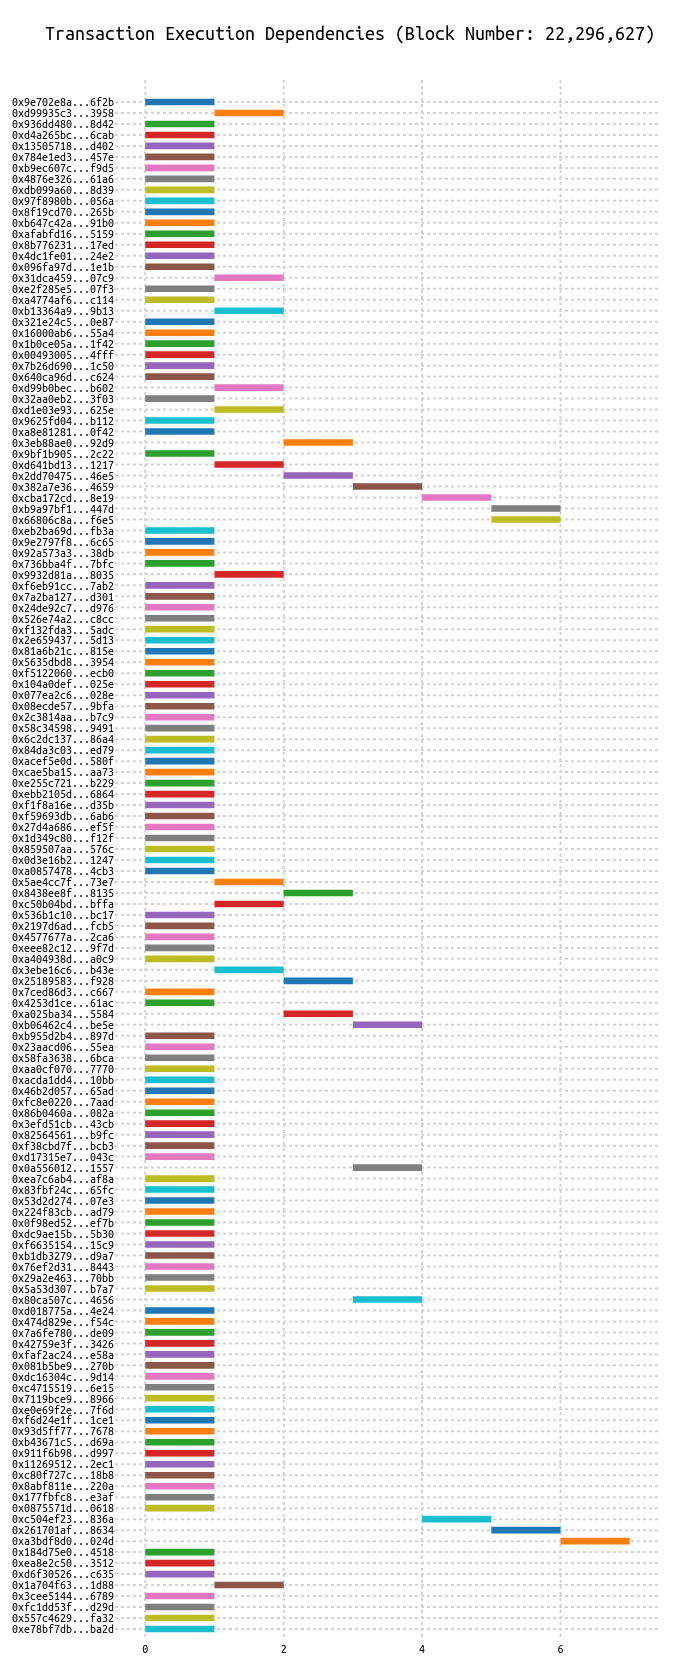 Transaction Execution Dependencies (Block Number: 22,296,627)
0x9e702e8a...6f2b
0xd99935c3...3958
0x936dd480...8d42
0xd4a265bc...6cab
0x13505718...d402
0x784e1ed3...457e
0xb9ec607c...f9d5
0x4876e326...61a6
0xdb099a60...8d39
0x97f8980b...056a
0x8f19cd70...265b
0xb647c42a...91b0
0xafabfd16...5159
0x8b776231...17ed
0x4dc1fe01...24e2
0x096fa97d...1e1b
0x31dca459...07c9
0xe2f285e5...07f3
0xa4774af6...c114
0xb13364a9...9b13
0x321e24c5...0e87
0x16000ab6...55a4
0x1b0ce05a...1f42
0x00493005...4fff
0x7b26d690...1c50
0x640ca96d...c624
0xd99b0bec...b602
0x32aa0eb2...3f03
0xd1e03e93...625e
0x9625fd04...b112
0xa8e81281...0f42
0x3eb88ae0...92d9
0x9bf1b905...2c22
0xd641bd13...1217
0x2dd70475...46e5
0x382a7e36...4659
0xcba172cd...8e19
0xb9a97bf1...447d
0x66806c8a...f6e5
0xeb2ba69d...fb3a
0x9e2797f8...6c65
0x92a573a3...38db
0x736bba4f...7bfc
0x9932d81a...8035
0xf6eb91cc...7ab2
0x7a2ba127...d301
0x24de92c7...d976
0x526e74a2...c8cc
0xf132fda3...5adc
0x2e659437...5d13
0x81a6b21c...815e
0x5635dbd8...3954
0xf5122060...ecb0
0x104a0def...025e
0x077ea2c6...028e
0x08ecde57...9bfa
0x2c3814aa...b7c9
0x58c34598...9491
0x6c2dc137...86a4
0x84da3c03...ed79
0xacef5e0d...580f
0xcae5ba15...aa73
0xe255c721...b229
0xebb2105d...6864
0xf1f8a16e...d35b
0xf59693db...6ab6
0x27d4a686...ef5f
0x1d349c80...f12f
0x859507aa...576c
0x0d3e16b2...1247
0xa0857478...4cb3
0x5ae4cc7f...73e7
0x8438ee8f...8135
0xc50b04bd...bffa
0x536b1c10...bc17
0x2197d6ad...fcb5
0x4577677a...2ca6
0xeee82c12...9f7d
0xa404938d...a0c9
0x3ebe16c6...b43e
0x25189583...f928
0x7ced86d3...c667
0x4253d1ce...61ac
0xa025ba34...5584
0xb06462c4...be5e
0xb955d2b4...897d
0x23aacd06...55ea
0x58fa3638...6bca
0xaa0cf070...7770
0xacda1dd4...10bb
0x46b2d057...65ad
0xfc8e0220...7aad
0x86b0460a...082a
0x3efd51cb...43cb
0x82564561...b9fc
0xf38cbd7f...bcb3
0xd17315e7...043c
0x0a556012...1557
0xea7c6ab4...af8a
0x83fbf24c...65fc
0x53d2d274...07e3
0x224f83cb...ad79
0x0f98ed52...ef7b
0xdc9ae15b...5b30
0xf6635154...15c9
0xb1db3279...d9a7
0x76ef2d31...8443
0x29a2e463...70bb
0x5a53d307...b7a7
0x80ca507c...4656
0xd018775a...4e24
0x474d829e...f54c
0x7a6fe780...de09
0x42759e3f...3426
0xfaf2ac24...e58a
0x081b5be9...270b
0xdc16304c...9d14
0xc4715519...6e15
0x7119bce9...8966
0xe0e69f2e...7f6d
0xf6d24e1f...1ce1
0x93d5ff77...7678
0xb43671c5...d69a
0x911f6b98...d997
0x11269512...2ec1
0xc80f727c...18b8
0x8abf811e...220a
0x177fbfc8...e3af
0x0875571d...0618
0xc504ef23...836a
0x261701af...8634
0xa3bdf8d0...024d
0x184d75e0...4518
0xea8e2c50...3512
0xd6f30526...c635
0x1a704f63...1d88
0x3cee5144...6789
0xfc1dd53f...d29d
0x557c4629...fa32
0xe78bf7db...ba2d
0 2 4 6